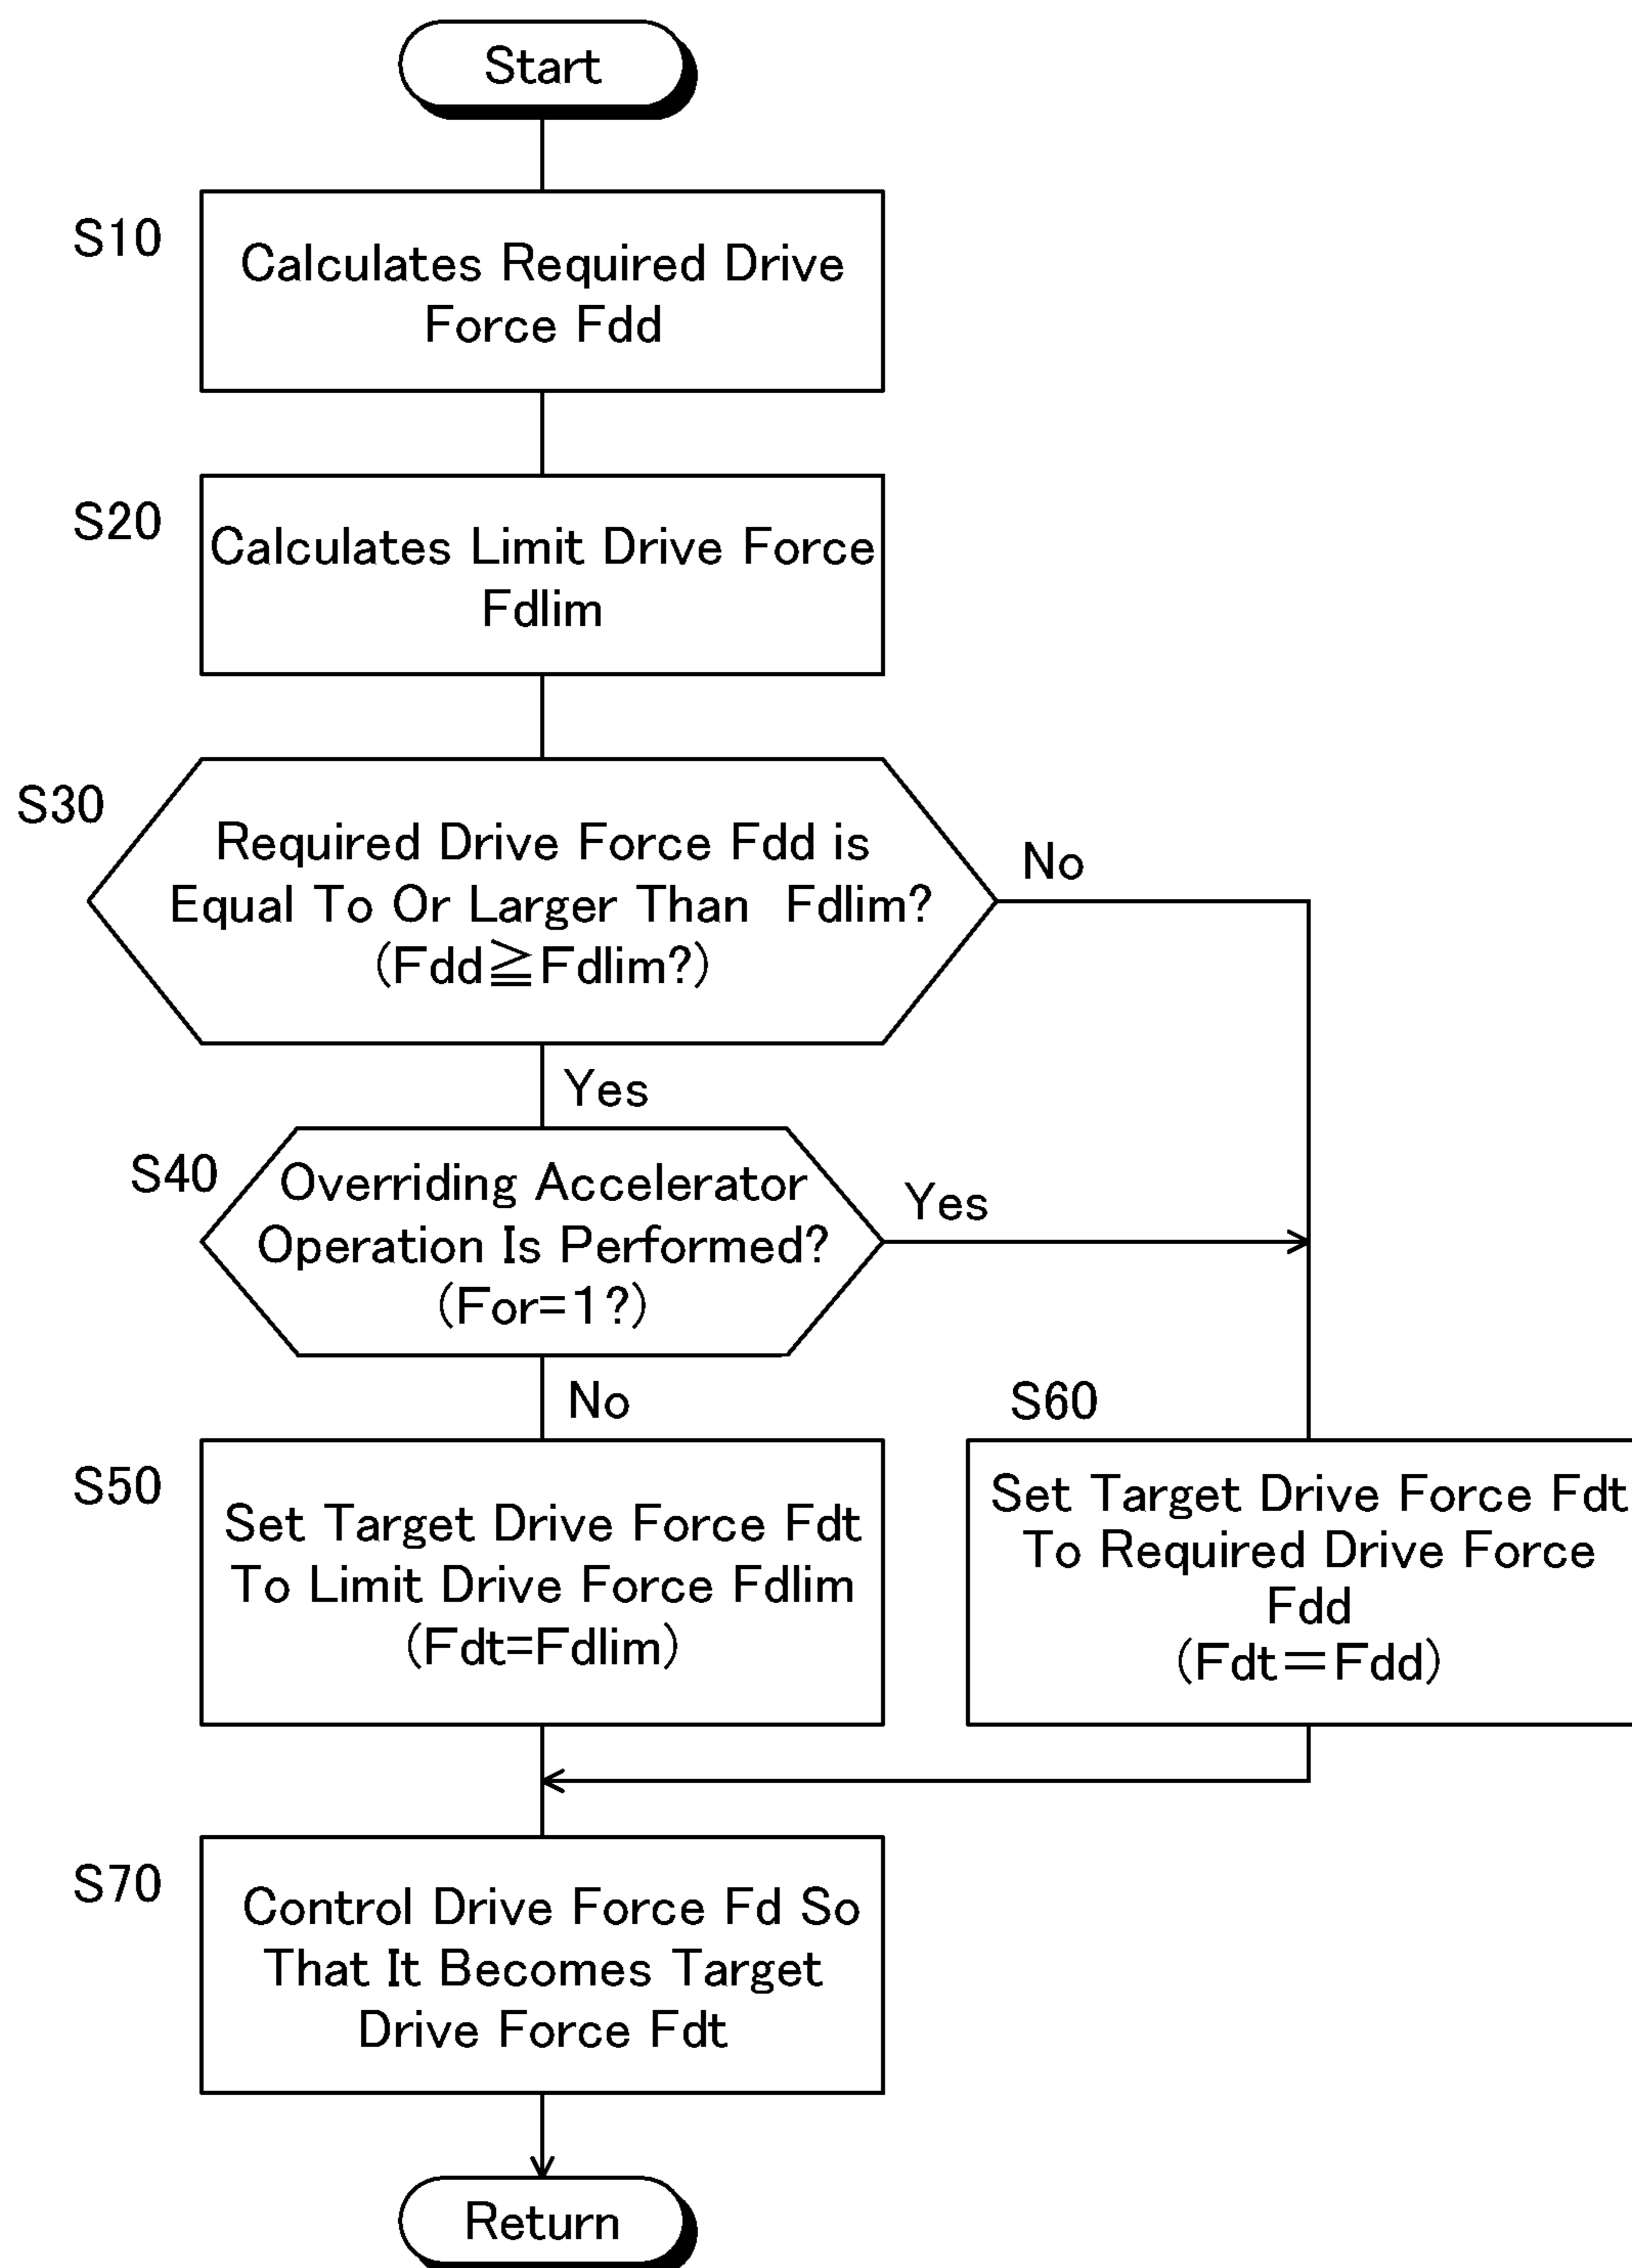 Start
S10
Calculates Required Drive
Force Fdd
S20
Calculates Limit Drive Force
Fdlim
S30
Required Drive Force Fdd is
Equal To Or Larger Than Fdlim?
(Fdd≧Fdlim?)
No
Yes
S40
Overriding Accelerator
Operation Is Performed?
(For=1?)
Yes
No
S50
Set Target Drive Force Fdt
To Limit Drive Force Fdlim
(Fdt=Fdlim)
S60
Set Target Drive Force Fdt
To Required Drive Force
Fdd
(Fdt=Fdd)
S70
Control Drive Force Fd So
That It Becomes Target
Drive Force Fdt
Return